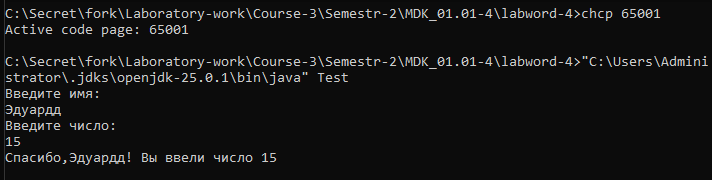 C:\Secret\fork\Laboratory-work\Course-3\Semestr-2\MDK_01.01-4\labword-4>chcp 65001
Active code page: 65001
C:\Secret\fork\Laboratory-work\Course-3\Semestr-2\MDK_01.01-4\labword-4>"C:\Users\Admini
strator\.jdks\openjdk-25.0.1\bin\java" Test
Введите имя:
Эдуардд
Введите число:
15
Спасибо,Эдуардд! Вы ввели число 15